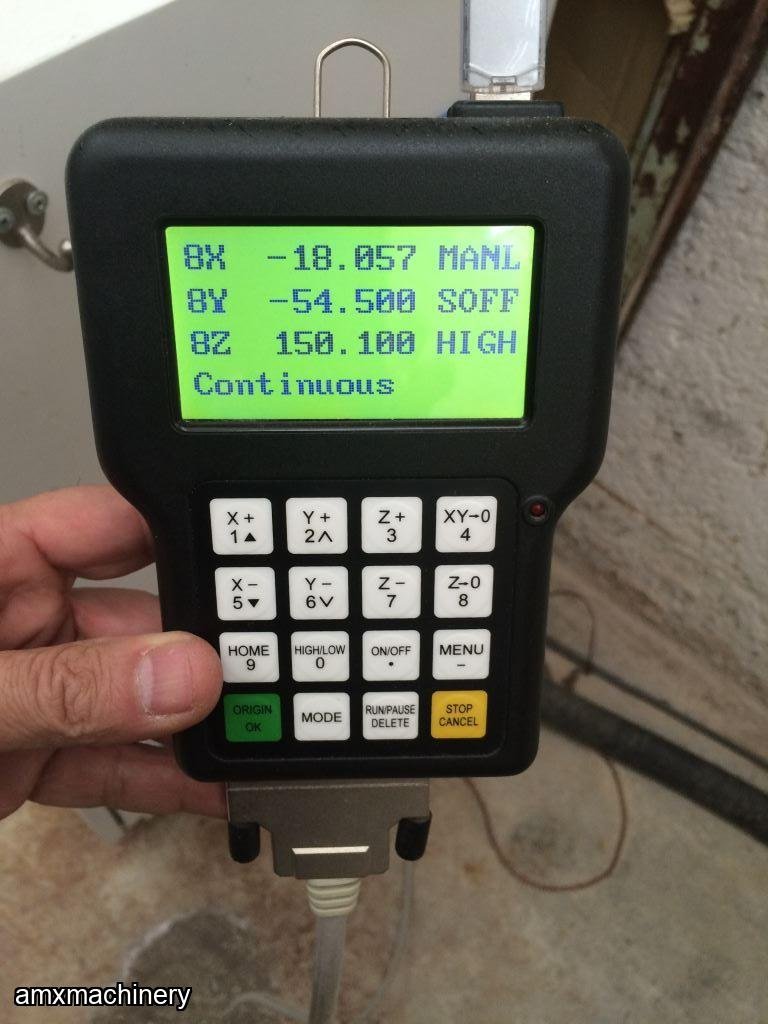 8X -18.057 MANL
8Y -54.500 SOFF
8Z 150.100 HIGH
Continuous
X+ Y+ Z+ XY→0
1▲ 2∧ 3 4
X− Y− Z− Z→0
5▼ 6∨ 7 8
HOME HIGH/LOW ON/OFF MENU
9 0 • −
ORIGIN MODE RUN/PAUSE STOP
OK DELETE CANCEL
amxmachinery